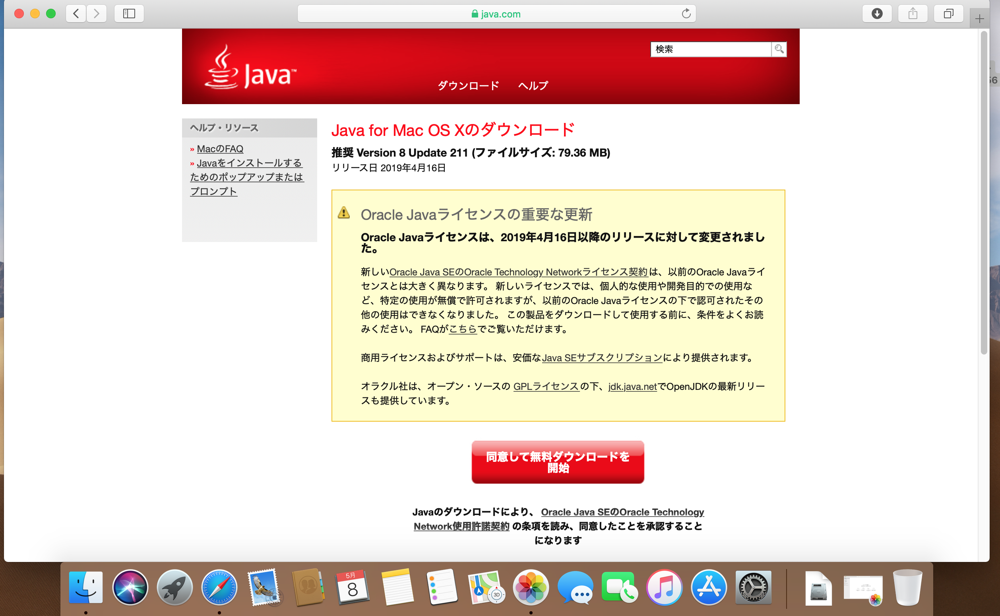 java.com
検索
Java™
ダウンロード ヘルプ
56
ヘルプ・リソース
» MacのFAQ
» Javaをインストールする
ためのポップアップまたは
プロンプト
Java for Mac OS Xのダウンロード
推奨 Version 8 Update 211 (ファイルサイズ: 79.36 MB)
リリース日 2019年4月16日
Oracle Javaライセンスの重要な更新
Oracle Javaライセンスは、2019年4月16日以降のリリースに対して変更されまし
た。
新しいOracle Java SEのOracle Technology Networkライセンス契約は、以前のOracle Javaライ
センスとは大きく異なります。 新しいライセンスでは、個人的な使用や開発目的での使用な
ど、特定の使用が無償で許可されますが、以前のOracle Javaライセンスの下で認可されたその
他の使用はできなくなりました。 この製品をダウンロードして使用する前に、条件をよくお読
みください。 FAQがこちらでご覧いただけます。
商用ライセンスおよびサポートは、安価なJava SEサブスクリプションにより提供されます。
オラクル社は、オープン・ソースの GPLライセンスの下、jdk.java.netでOpenJDKの最新リリー
スも提供しています。
同意して無料ダウンロードを
開始
Javaのダウンロードにより、 Oracle Java SEのOracle Technology
Network使用許諾契約 の条項を読み、同意したことを承認すること
になります
5月
8
3D